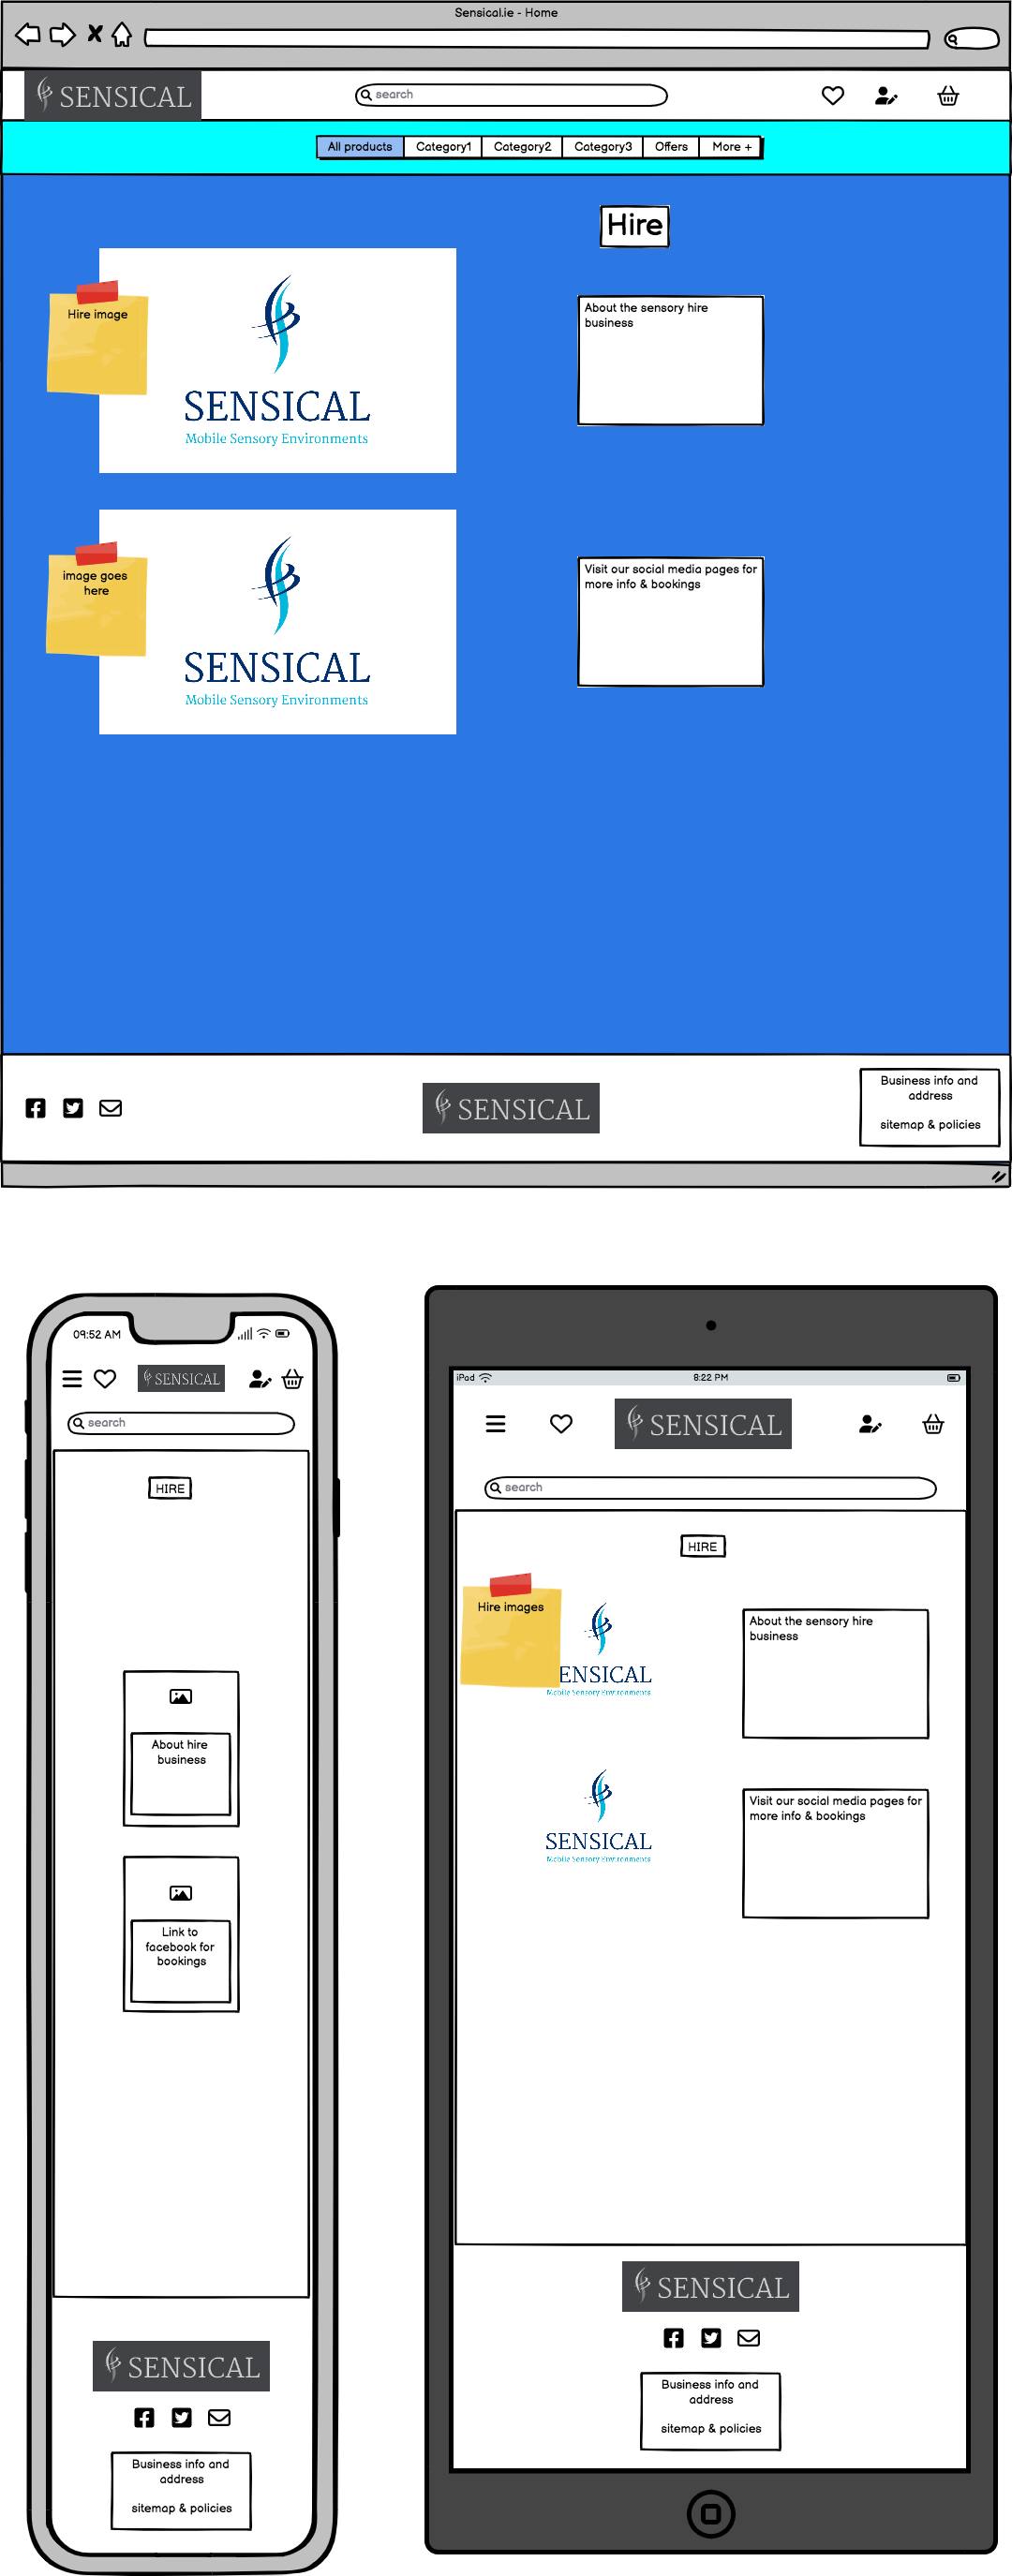 Sensical.ie - Home
SENSICAL
search
All products
Category1
Category2
Category3
Offers
More +
Hire
Hire image
SENSICAL
Mobile Sensory Environments
About the sensory hire
business
image goes
here
SENSICAL
Mobile Sensory Environments
Visit our social media pages for
more info & bookings
SENSICAL
Business info and
address
sitemap & policies
09:52 AM
SENSICAL
search
HIRE
About hire
business
Link to
facebook for
bookings
SENSICAL
Business info and
address
sitemap & policies
iPad
8:22 PM
SENSICAL
search
HIRE
Hire images
ENSICAL
Mobile Sensory Environments
About the sensory hire
business
SENSICAL
Mobile Sensory Environments
Visit our social media pages for
more info & bookings
SENSICAL
Business info and
address
sitemap & policies